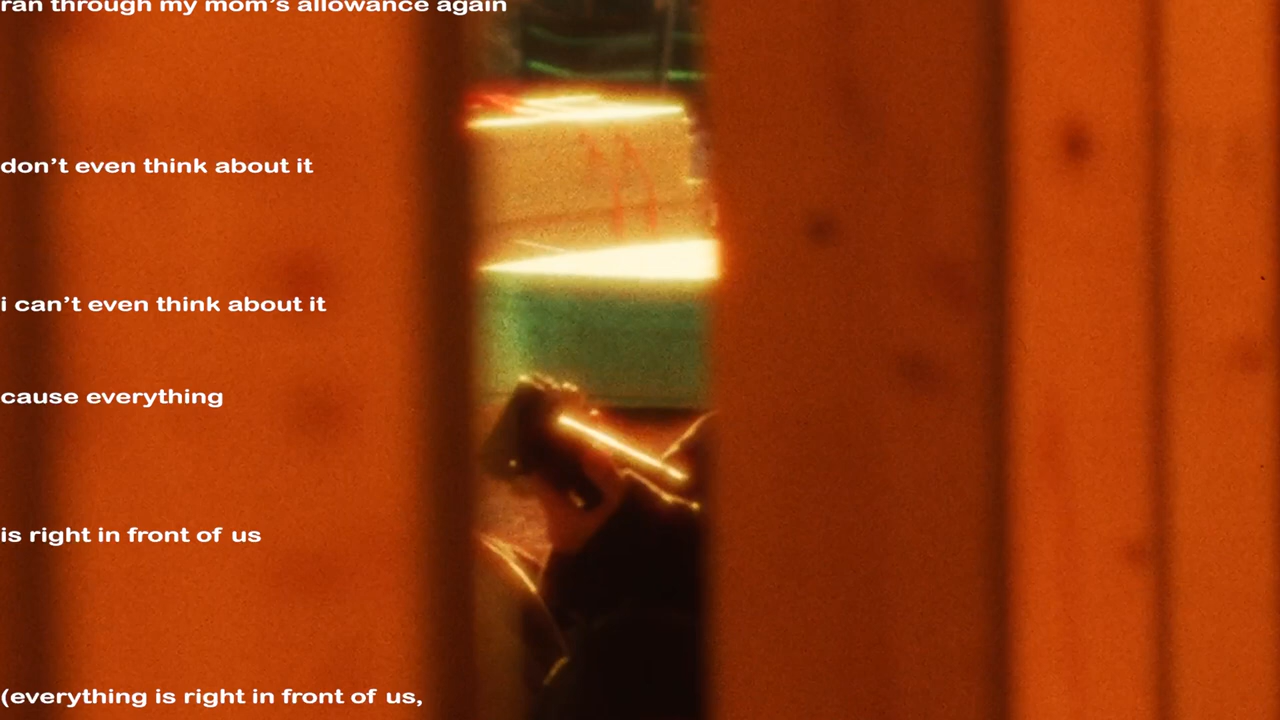 ran through my mom’s allowance again
don’t even think about it
i can’t even think about it
cause everything
is right in front of us
(everything is right in front of us,